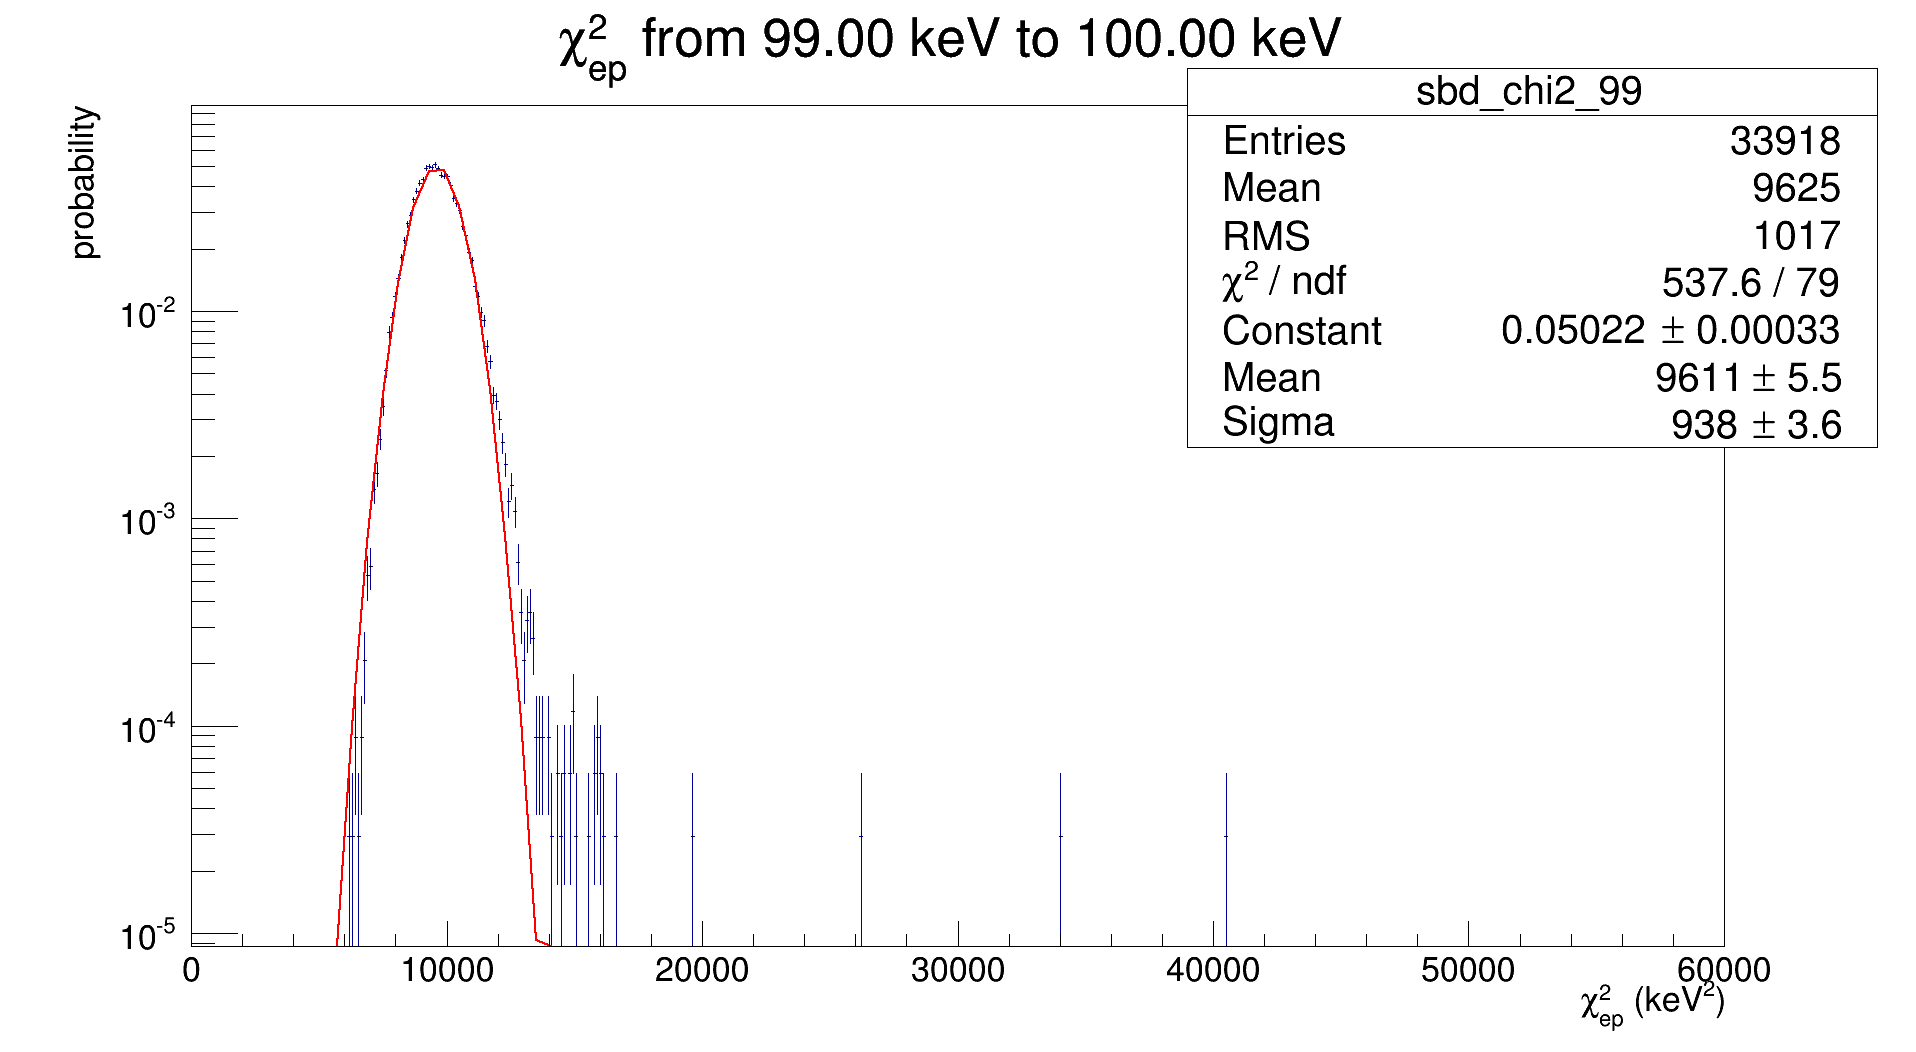 χ²ep from 99.00 keV to 100.00 keV
sbd_chi2_99
Entries 33918
Mean 9625
RMS 1017
χ² / ndf 537.6 / 79
Constant 0.05022 ± 0.00033
Mean 9611 ± 5.5
Sigma 938 ± 3.6
probability
10⁻²
10⁻³
10⁻⁴
10⁻⁵
0 10000 20000 30000 40000 50000 60000
χ²ep (keV²)